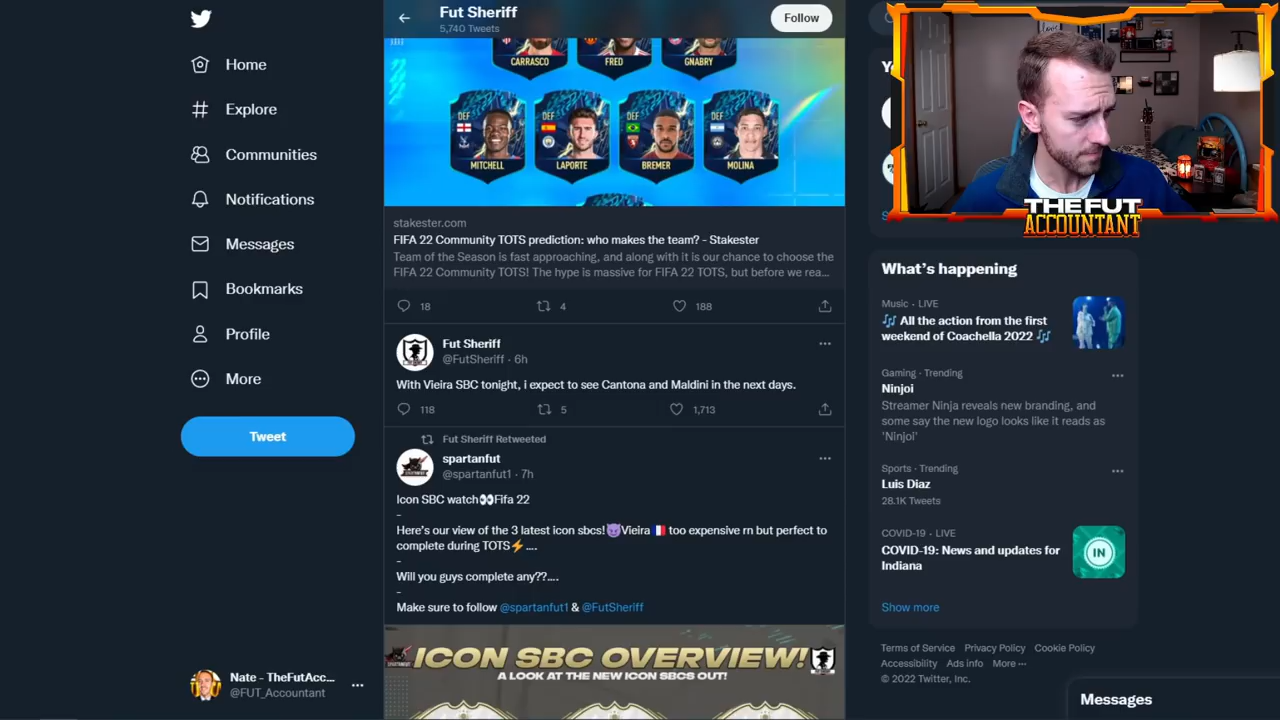 Fut Sheriff
5,740 Tweets
Follow
Home
Explore
Communities
Notifications
Messages
Bookmarks
Profile
More
Tweet
Nate - TheFutAcc...
@FUT_Accountant
CARRASCO
FRED
GNABRY
DEF
DEF
DEF
DEF
MITCHELL
LAPORTE
BREMER
MOLINA
stakester.com
FIFA 22 Community TOTS prediction: who makes the team? - Stakester
Team of the Season is fast approaching, and along with it is our chance to choose the
FIFA 22 Community TOTS! The hype is massive for FIFA 22 TOTS, but before we rea...
18
4
188
Fut Sheriff
@FutSheriff · 6h
With Vieira SBC tonight, i expect to see Cantona and Maldini in the next days.
118
5
1,713
Fut Sheriff Retweeted
spartanfut
@spartanfut1 · 7h
Icon SBC watch👀Fifa 22
-
Here's our view of the 3 latest icon sbcs!😈Vieira 🇫🇷 too expensive rn but perfect to
complete during TOTS⚡....
-
Will you guys complete any??....
-
Make sure to follow @spartanfut1 & @FutSheriff
ICON SBC OVERVIEW!
A LOOK AT THE NEW ICON SBCS OUT!
THE FUT
ACCOUNTANT
What's happening
Music · LIVE
🎶 All the action from the first
weekend of Coachella 2022 🎶
Gaming · Trending
Ninjoi
Streamer Ninja reveals new branding, and
some say the new logo looks like it reads as
'Ninjoi'
Sports · Trending
Luis Diaz
28.1K Tweets
COVID-19 · LIVE
COVID-19: News and updates for
Indiana
IN
Show more
Terms of Service Privacy Policy Cookie Policy
Accessibility Ads info More ···
© 2022 Twitter, Inc.
Messages